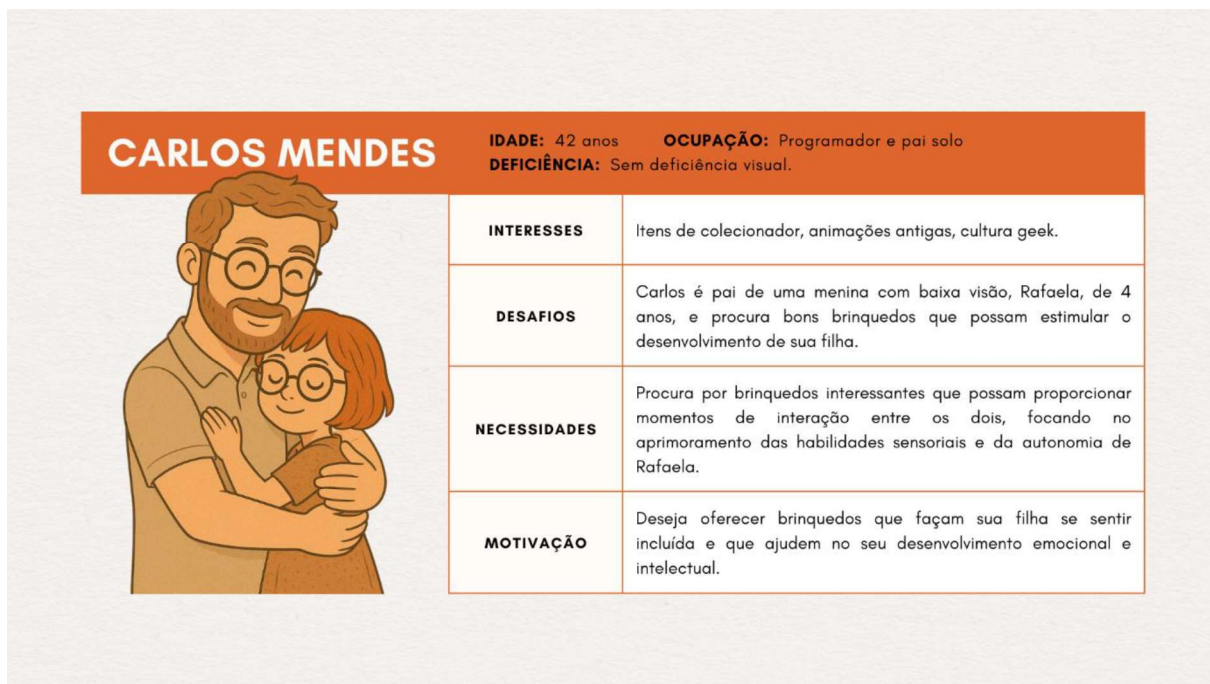 CARLOS MENDES
IDADE: 42 anos OCUPAÇÃO: Programador e pai solo
DEFICIÊNCIA: Sem deficiência visual.
INTERESSES
Itens de colecionador, animações antigas, cultura geek.
DESAFIOS
Carlos é pai de uma menina com baixa visão, Rafaela, de 4
anos, e procura bons brinquedos que possam estimular o
desenvolvimento de sua filha.
NECESSIDADES
Procura por brinquedos interessantes que possam proporcionar
momentos de interação entre os dois, focando no
aprimoramento das habilidades sensoriais e da autonomia de
Rafaela.
MOTIVAÇÃO
Deseja oferecer brinquedos que façam sua filha se sentir
incluída e que ajudem no seu desenvolvimento emocional e
intelectual.